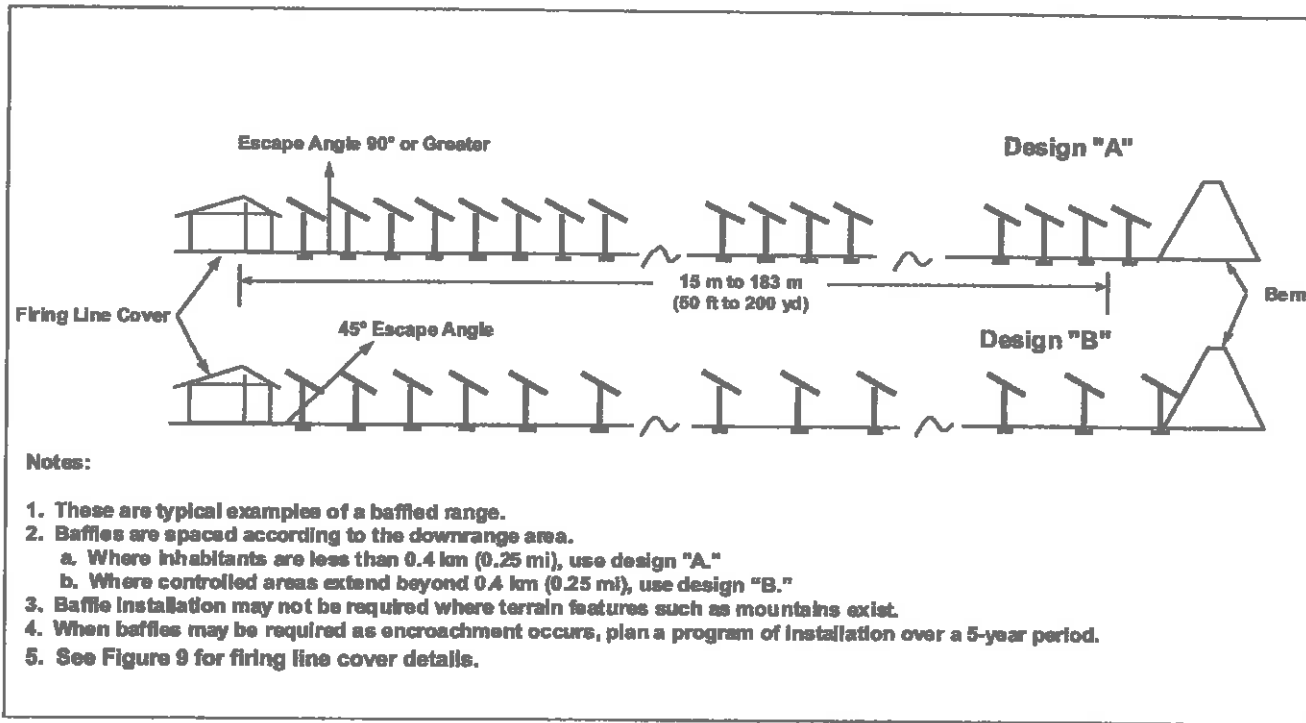 Escape Angle 90° or Greater
Design "A"
15 m to 183 m
(50 ft to 200 yd)
Firing Line Cover
Berm
45° Escape Angle
Design "B"
Notes:
1. These are typical examples of a baffled range.
2. Baffles are spaced according to the downrange area.
a. Where inhabitants are less than 0.4 km (0.25 mi), use design "A."
b. Where controlled areas extend beyond 0.4 km (0.25 mi), use design "B."
3. Baffle installation may not be required where terrain features such as mountains exist.
4. When baffles may be required as encroachment occurs, plan a program of installation over a 5-year period.
5. See Figure 9 for firing line cover details.